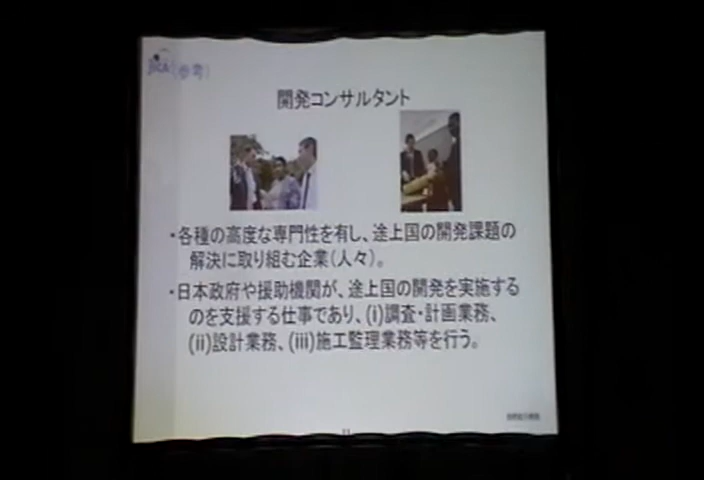 JICA (参考)
開発コンサルタント
・各種の高度な専門性を有し、途上国の開発課題の
解決に取り組む企業(人々)。
・日本政府や援助機関が、途上国の開発を実施する
のを支援する仕事であり、(i)調査・計画業務、
(ii)設計業務、(iii)施工監理業務等を行う。